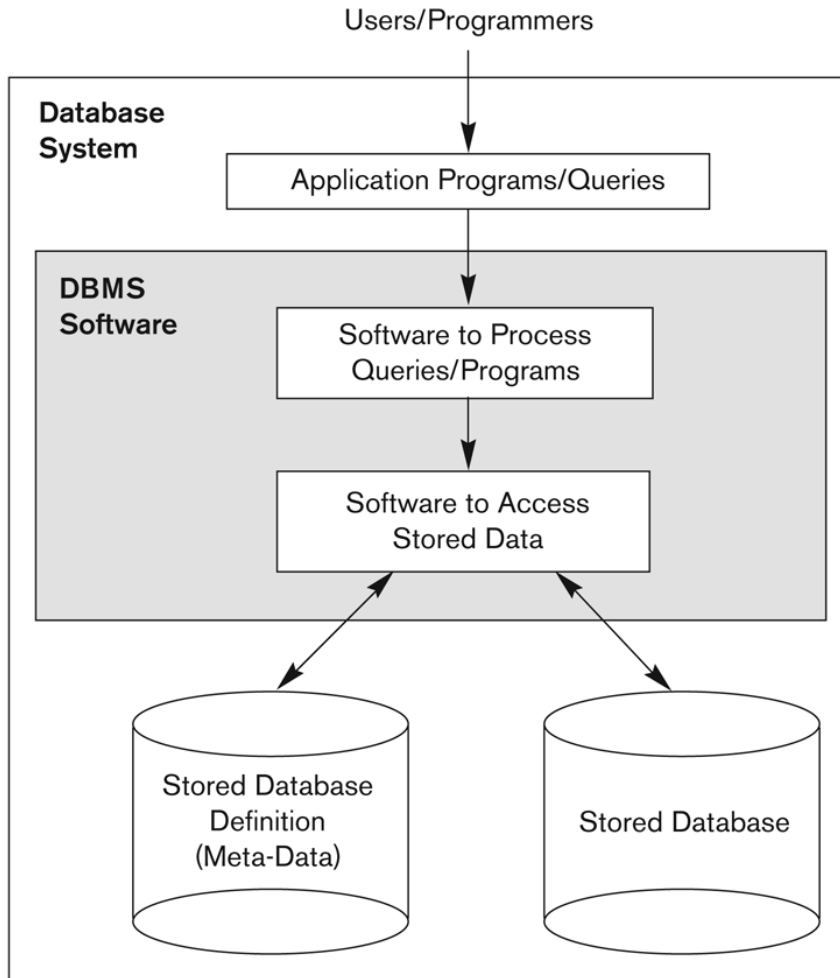 Users/Programmers
Database
System
Application Programs/Queries
DBMS
Software
Software to Process
Queries/Programs
Software to Access
Stored Data
Stored Database
Definition
(Meta-Data)
Stored Database